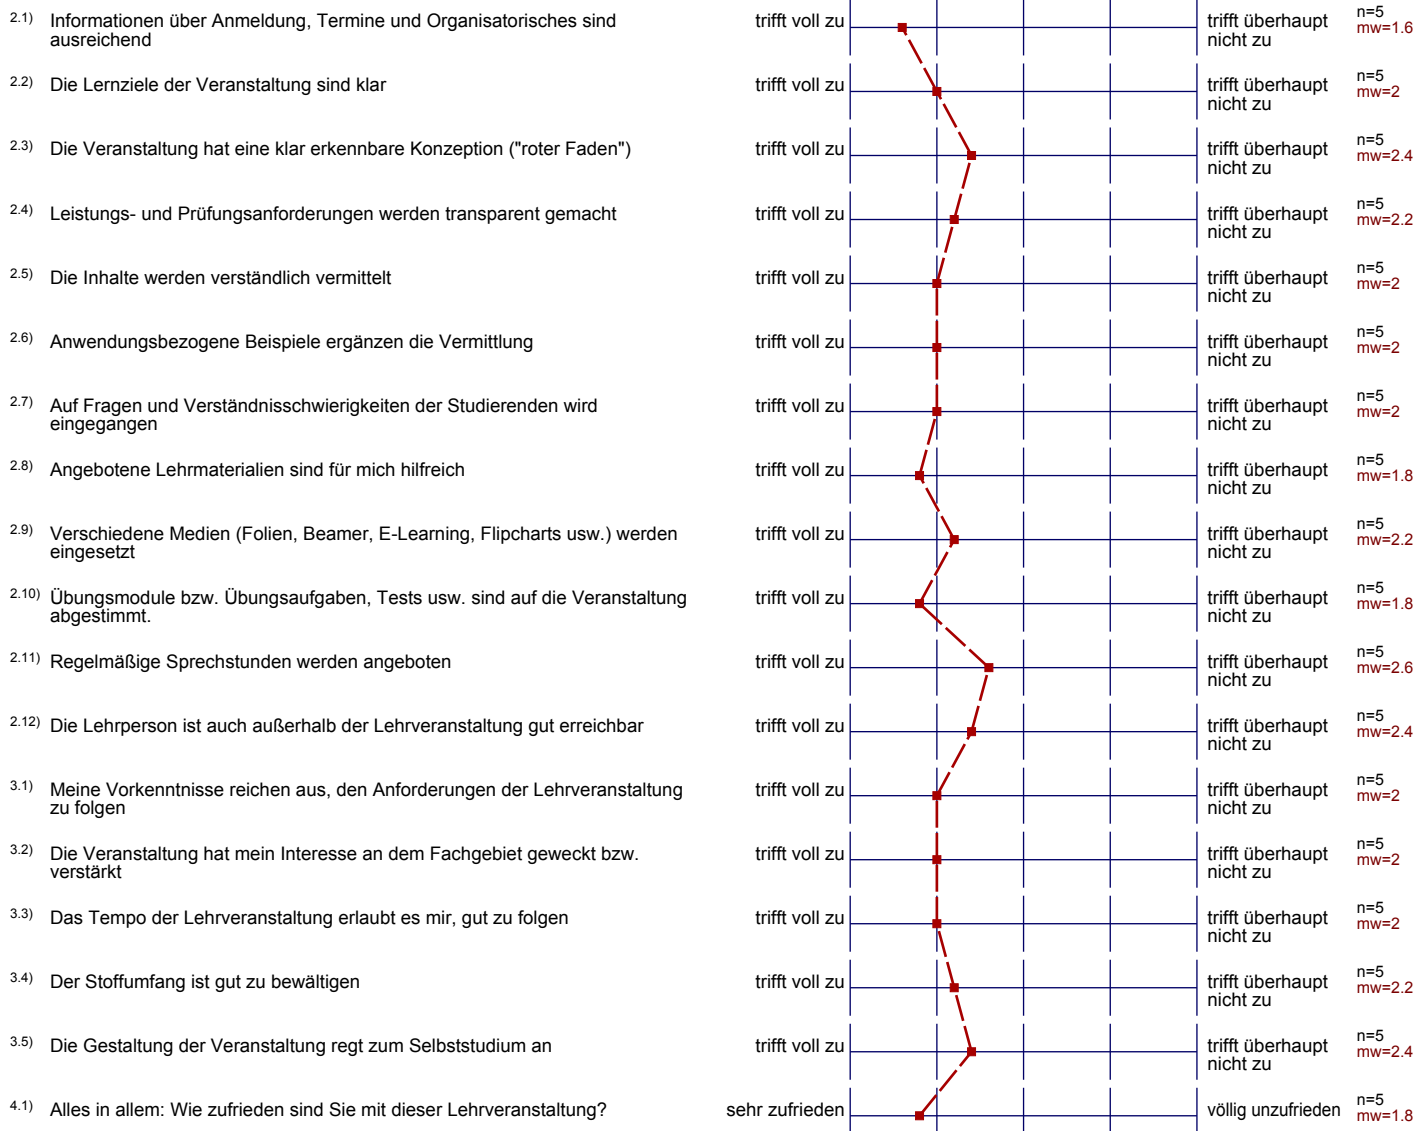 2.1) Informationen über Anmeldung, Termine und Organisatorisches sind trifft voll zu trifft überhaupt n=5
ausreichend nicht zu mw=1.6
2.2) Die Lernziele der Veranstaltung sind klar trifft voll zu trifft überhaupt n=5
nicht zu mw=2
2.3) Die Veranstaltung hat eine klar erkennbare Konzeption ("roter Faden") trifft voll zu trifft überhaupt n=5
nicht zu mw=2.4
2.4) Leistungs- und Prüfungsanforderungen werden transparent gemacht trifft voll zu trifft überhaupt n=5
nicht zu mw=2.2
2.5) Die Inhalte werden verständlich vermittelt trifft voll zu trifft überhaupt n=5
nicht zu mw=2
2.6) Anwendungsbezogene Beispiele ergänzen die Vermittlung trifft voll zu trifft überhaupt n=5
nicht zu mw=2
2.7) Auf Fragen und Verständnisschwierigkeiten der Studierenden wird trifft voll zu trifft überhaupt n=5
eingegangen nicht zu mw=2
2.8) Angebotene Lehrmaterialien sind für mich hilfreich trifft voll zu trifft überhaupt n=5
nicht zu mw=1.8
2.9) Verschiedene Medien (Folien, Beamer, E-Learning, Flipcharts usw.) werden trifft voll zu trifft überhaupt n=5
eingesetzt nicht zu mw=2.2
2.10) Übungsmodule bzw. Übungsaufgaben, Tests usw. sind auf die Veranstaltung trifft voll zu trifft überhaupt n=5
abgestimmt. nicht zu mw=1.8
2.11) Regelmäßige Sprechstunden werden angeboten trifft voll zu trifft überhaupt n=5
nicht zu mw=2.6
2.12) Die Lehrperson ist auch außerhalb der Lehrveranstaltung gut erreichbar trifft voll zu trifft überhaupt n=5
nicht zu mw=2.4
3.1) Meine Vorkenntnisse reichen aus, den Anforderungen der Lehrveranstaltung trifft voll zu trifft überhaupt n=5
zu folgen nicht zu mw=2
3.2) Die Veranstaltung hat mein Interesse an dem Fachgebiet geweckt bzw. trifft voll zu trifft überhaupt n=5
verstärkt nicht zu mw=2
3.3) Das Tempo der Lehrveranstaltung erlaubt es mir, gut zu folgen trifft voll zu trifft überhaupt n=5
nicht zu mw=2
3.4) Der Stoffumfang ist gut zu bewältigen trifft voll zu trifft überhaupt n=5
nicht zu mw=2.2
3.5) Die Gestaltung der Veranstaltung regt zum Selbststudium an trifft voll zu trifft überhaupt n=5
nicht zu mw=2.4
4.1) Alles in allem: Wie zufrieden sind Sie mit dieser Lehrveranstaltung? sehr zufrieden völlig unzufrieden n=5
mw=1.8